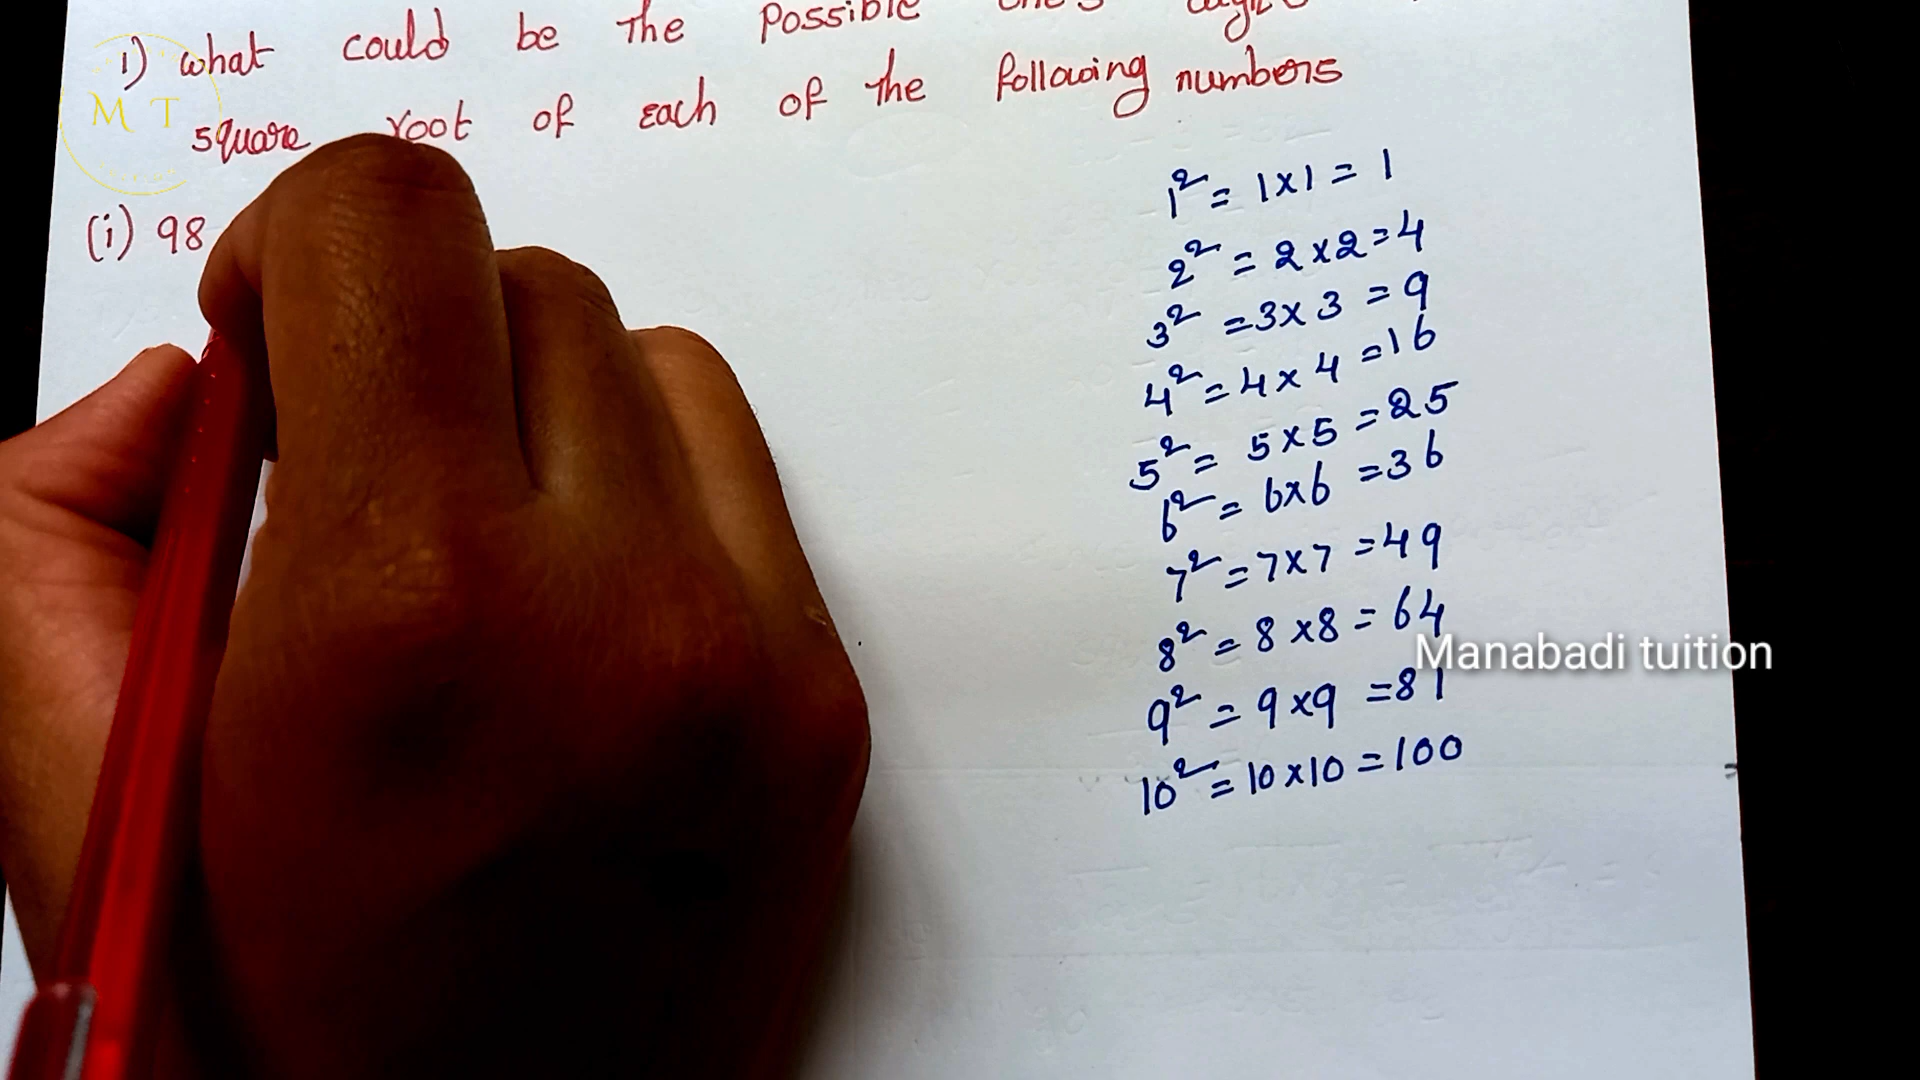 1) what could be the possible one's digit
square root of each of the following numbers
M T
(i) 98
1² = 1x1 = 1
2² = 2x2=4
3² =3x3 =9
4² =4x4 =16
5² = 5x5 =25
6² = 6x6 =36
7² =7x7 =49
8² = 8x8 = 64
Manabadi tuition
9² = 9x9 =81
10² =10x10 =100